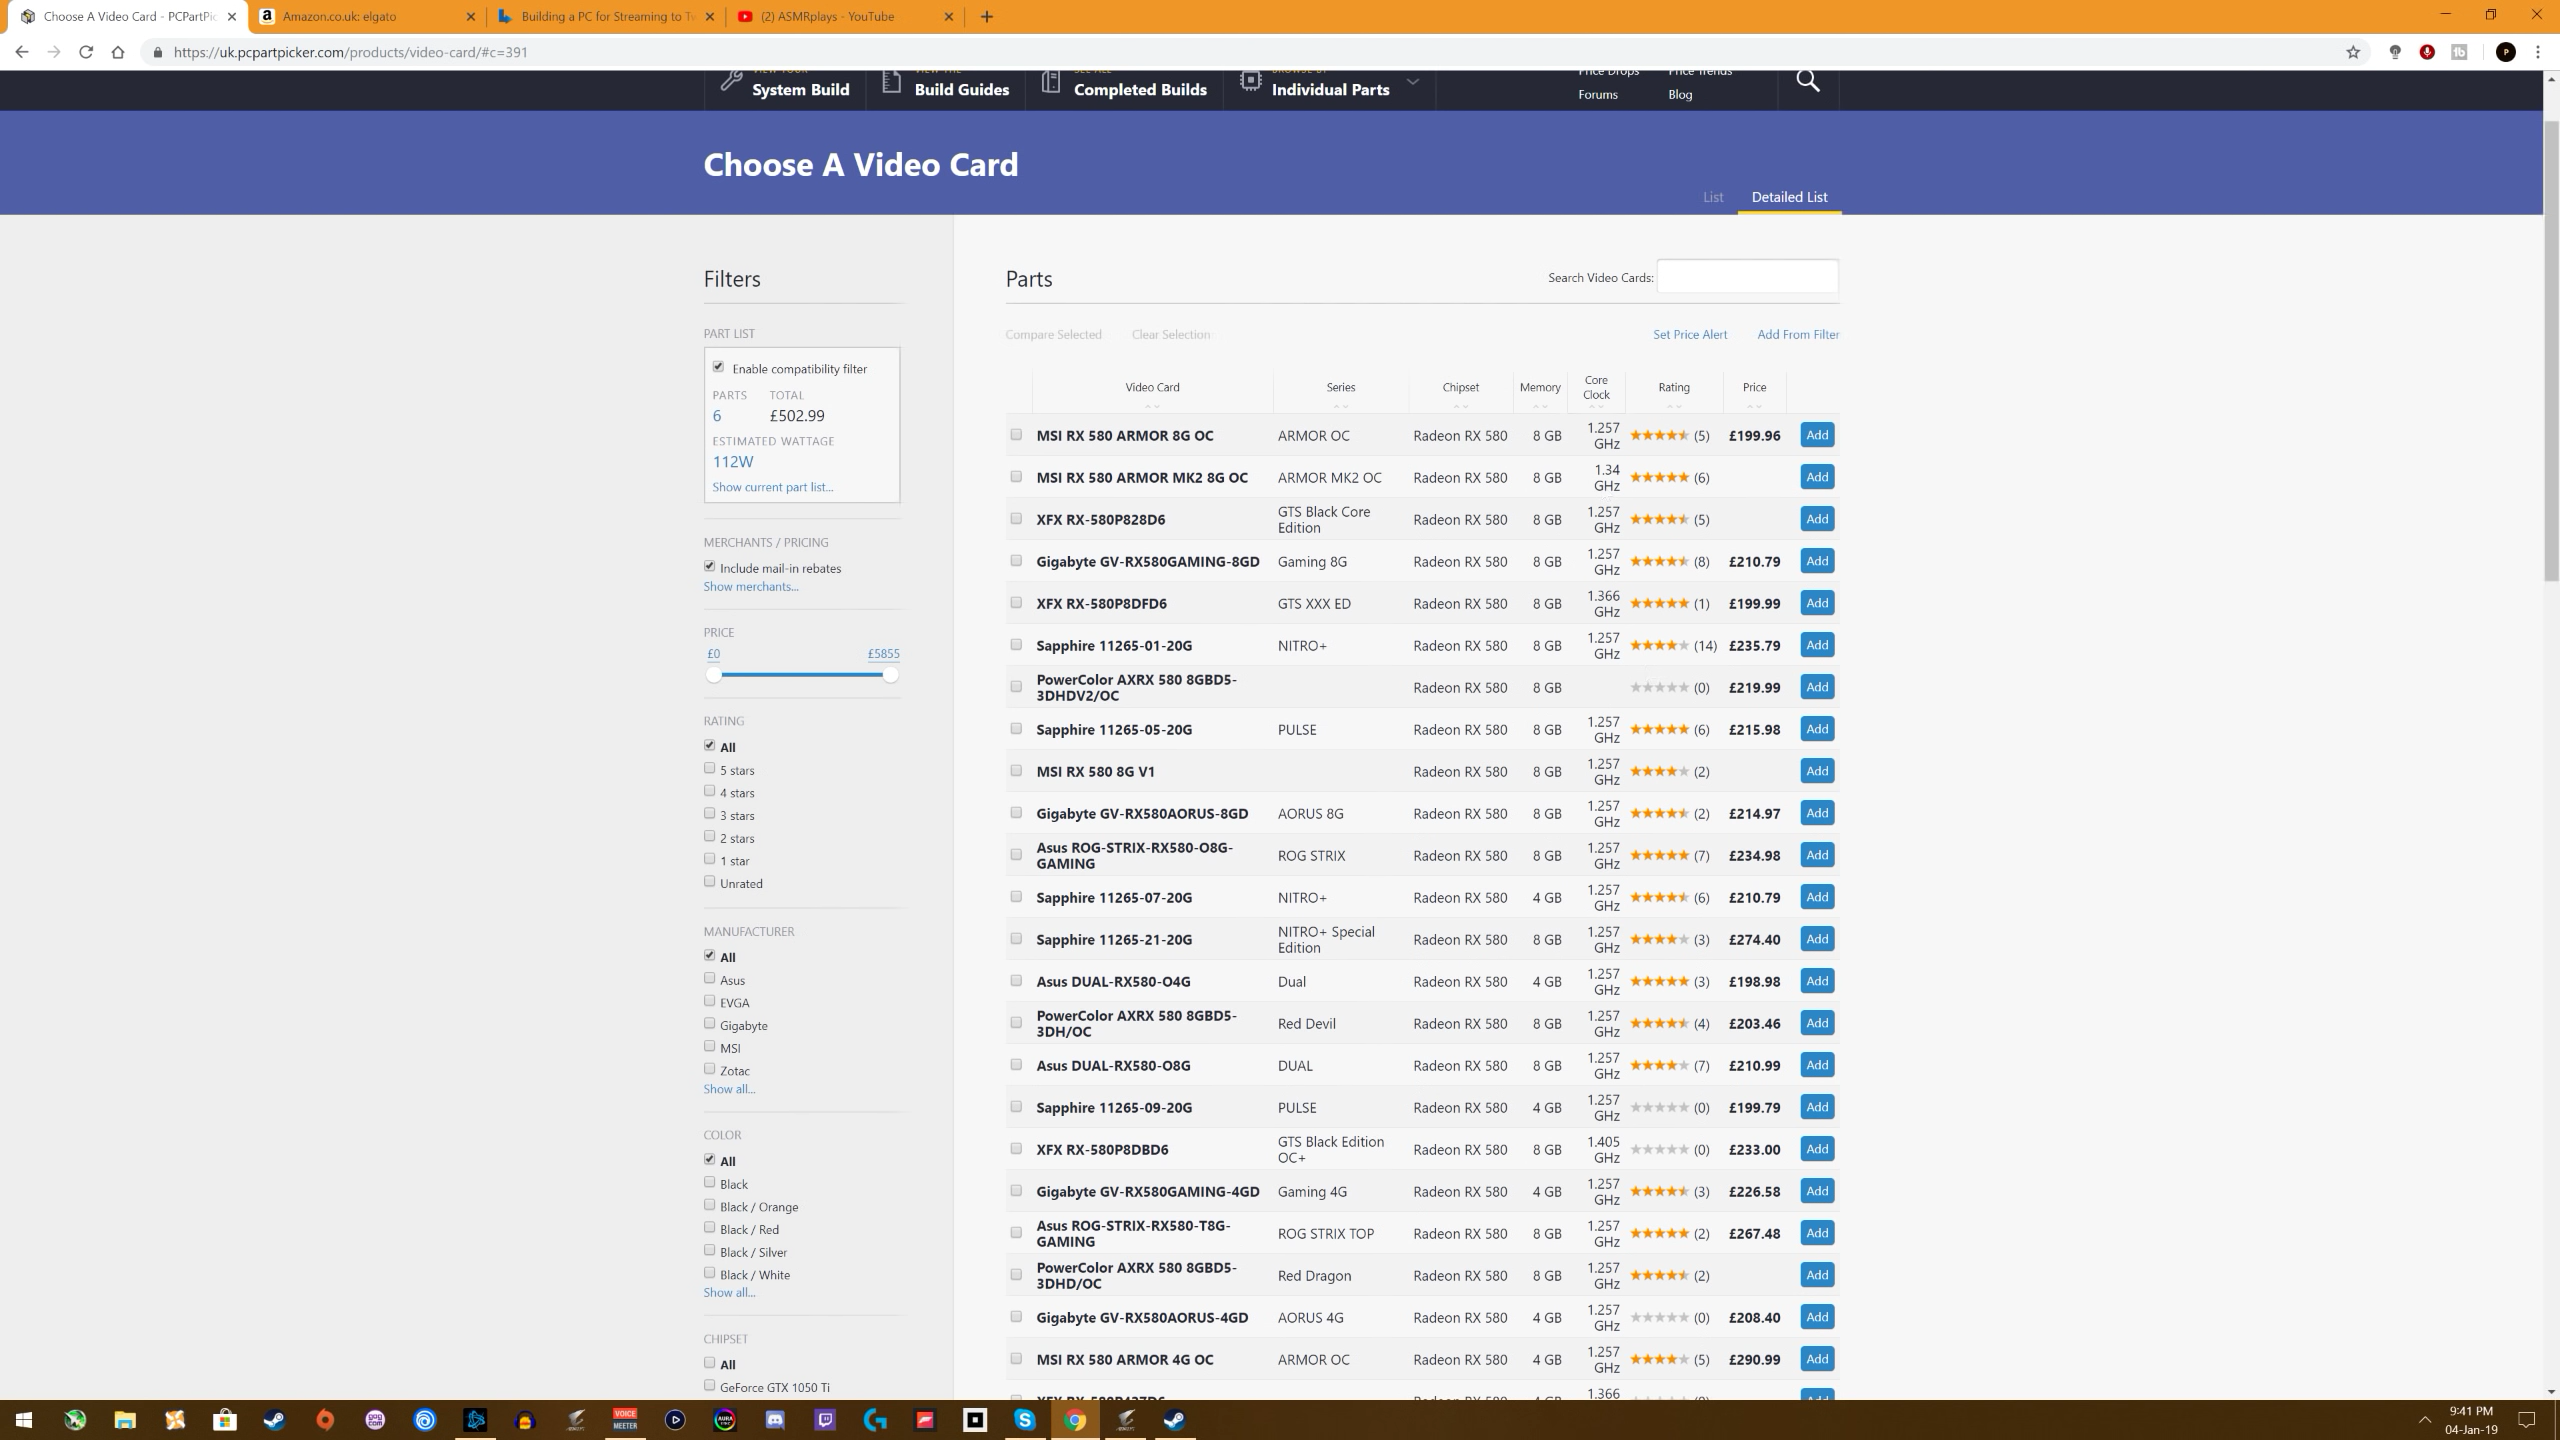 Choose A Video Card - PCPartPic
Amazon.co.uk: elgato
Building a PC for Streaming to Tw
(2) ASMRplays - YouTube
https://uk.pcpartpicker.com/products/video-card/#c=391
System Build
Build Guides
Completed Builds
Individual Parts
Price Drops
Price Trends
Forums
Blog
Choose A Video Card
List
Detailed List
Filters
PART LIST
Enable compatibility filter
PARTS TOTAL
6 £502.99
ESTIMATED WATTAGE
112W
Show current part list...
MERCHANTS / PRICING
Include mail-in rebates
Show merchants...
PRICE
£0 £5855
RATING
All
5 stars
4 stars
3 stars
2 stars
1 star
Unrated
MANUFACTURER
All
Asus
EVGA
Gigabyte
MSI
Zotac
Show all...
COLOR
All
Black
Black / Orange
Black / Red
Black / Silver
Black / White
Show all...
CHIPSET
All
GeForce GTX 1050 Ti
Parts
Search Video Cards:
Compare Selected Clear Selection Set Price Alert Add From Filter
Video Card Series Chipset Memory Core Clock Rating Price
MSI RX 580 ARMOR 8G OC ARMOR OC Radeon RX 580 8 GB 1.257 GHz (5) £199.96 Add
MSI RX 580 ARMOR MK2 8G OC ARMOR MK2 OC Radeon RX 580 8 GB 1.34 GHz (6) Add
XFX RX-580P828D6 GTS Black Core Edition Radeon RX 580 8 GB 1.257 GHz (5) Add
Gigabyte GV-RX580GAMING-8GD Gaming 8G Radeon RX 580 8 GB 1.257 GHz (8) £210.79 Add
XFX RX-580P8DFD6 GTS XXX ED Radeon RX 580 8 GB 1.366 GHz (1) £199.99 Add
Sapphire 11265-01-20G NITRO+ Radeon RX 580 8 GB 1.257 GHz (14) £235.79 Add
PowerColor AXRX 580 8GBD5-3DHDV2/OC Radeon RX 580 8 GB (0) £219.99 Add
Sapphire 11265-05-20G PULSE Radeon RX 580 8 GB 1.257 GHz (6) £215.98 Add
MSI RX 580 8G V1 Radeon RX 580 8 GB 1.257 GHz (2) Add
Gigabyte GV-RX580AORUS-8GD AORUS 8G Radeon RX 580 8 GB 1.257 GHz (2) £214.97 Add
Asus ROG-STRIX-RX580-O8G-GAMING ROG STRIX Radeon RX 580 8 GB 1.257 GHz (7) £234.98 Add
Sapphire 11265-07-20G NITRO+ Radeon RX 580 4 GB 1.257 GHz (6) £210.79 Add
Sapphire 11265-21-20G NITRO+ Special Edition Radeon RX 580 8 GB 1.257 GHz (3) £274.40 Add
Asus DUAL-RX580-O4G Dual Radeon RX 580 4 GB 1.257 GHz (3) £198.98 Add
PowerColor AXRX 580 8GBD5-3DH/OC Red Devil Radeon RX 580 8 GB 1.257 GHz (4) £203.46 Add
Asus DUAL-RX580-O8G DUAL Radeon RX 580 8 GB 1.257 GHz (7) £210.99 Add
Sapphire 11265-09-20G PULSE Radeon RX 580 4 GB 1.257 GHz (0) £199.79 Add
XFX RX-580P8DBD6 GTS Black Edition OC+ Radeon RX 580 8 GB 1.405 GHz (0) £233.00 Add
Gigabyte GV-RX580GAMING-4GD Gaming 4G Radeon RX 580 4 GB 1.257 GHz (3) £226.58 Add
Asus ROG-STRIX-RX580-T8G-GAMING ROG STRIX TOP Radeon RX 580 8 GB 1.257 GHz (2) £267.48 Add
PowerColor AXRX 580 8GBD5-3DHD/OC Red Dragon Radeon RX 580 8 GB 1.257 GHz (2) Add
Gigabyte GV-RX580AORUS-4GD AORUS 4G Radeon RX 580 4 GB 1.257 GHz (0) £208.40 Add
MSI RX 580 ARMOR 4G OC ARMOR OC Radeon RX 580 4 GB 1.257 GHz (5) £290.99 Add
1.366
VOICE MEETER
9:41 PM
04-Jan-19